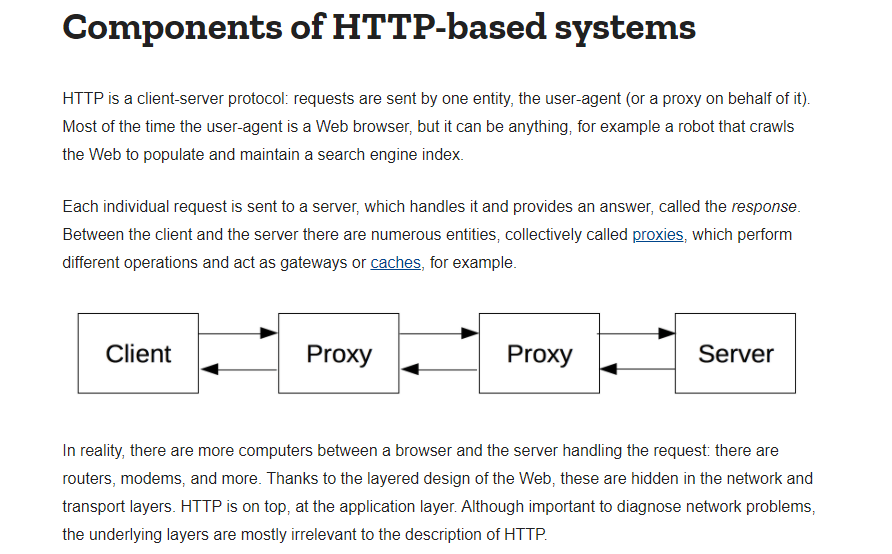 Components of HTTP-based systems
HTTP is a client-server protocol: requests are sent by one entity, the user-agent (or a proxy on behalf of it).
Most of the time the user-agent is a Web browser, but it can be anything, for example a robot that crawls
the Web to populate and maintain a search engine index.
Each individual request is sent to a server, which handles it and provides an answer, called the response.
Between the client and the server there are numerous entities, collectively called proxies, which perform
different operations and act as gateways or caches, for example.
Client Proxy Proxy Server
In reality, there are more computers between a browser and the server handling the request: there are
routers, modems, and more. Thanks to the layered design of the Web, these are hidden in the network and
transport layers. HTTP is on top, at the application layer. Although important to diagnose network problems,
the underlying layers are mostly irrelevant to the description of HTTP.